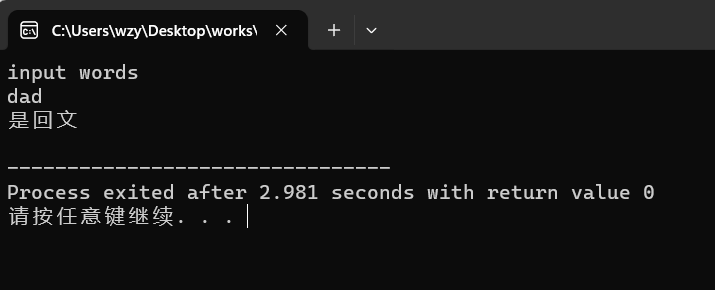 C:\Users\wzy\Desktop\works\
input words
dad
是回文
--------------------------------
Process exited after 2.981 seconds with return value 0
请按任意键继续. . .